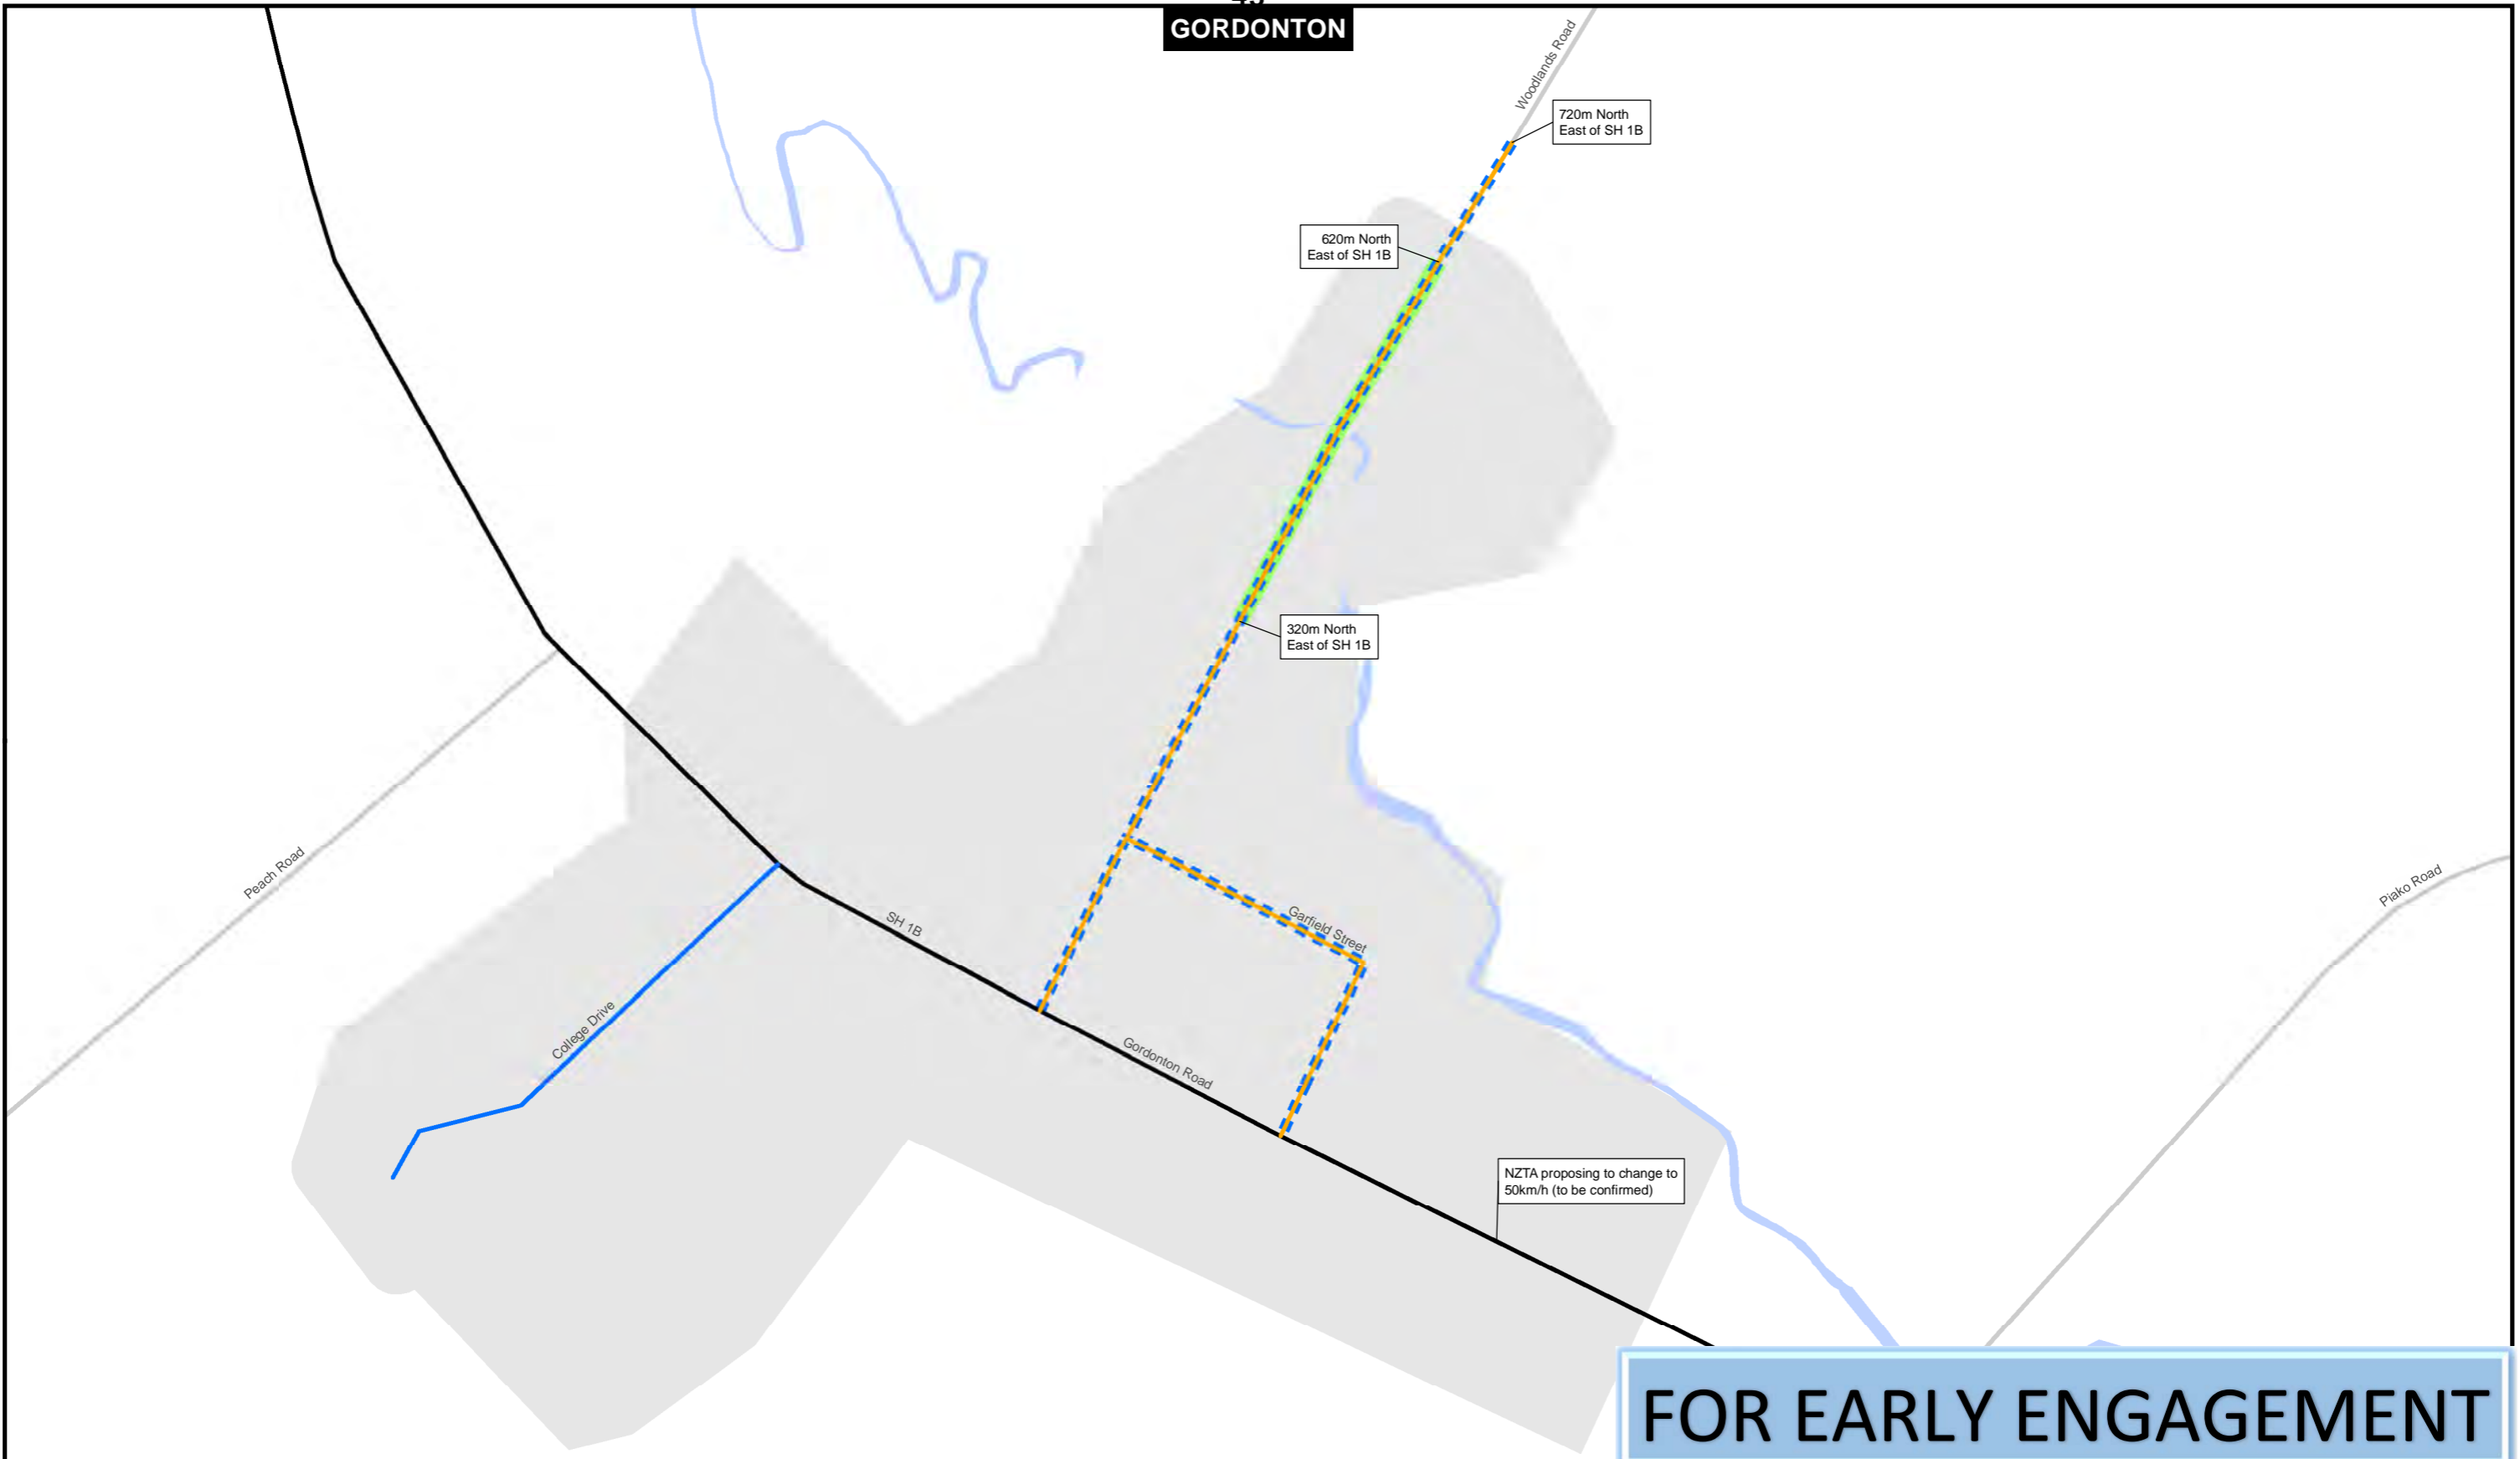 GORDONTON
Woodlands Road
720m North
East of SH 1B
620m North
East of SH 1B
320m North
East of SH 1B
Peach Road
SH 1B
Garfield Street
Piako Road
College Drive
Gordonton Road
NZTA proposing to change to
50km/h (to be confirmed)
FOR EARLY ENGAGEMENT